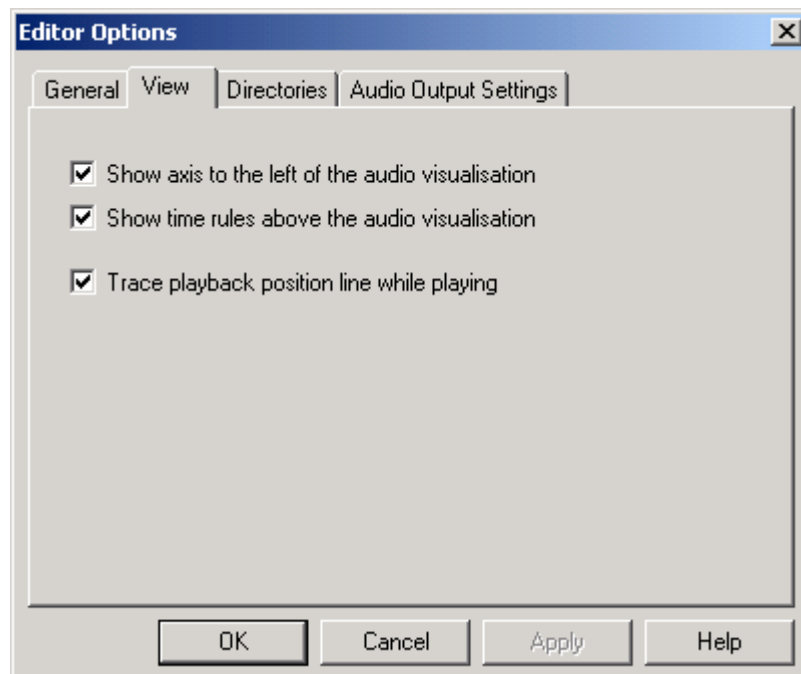 Editor Options
General View Directories Audio Output Settings
Show axis to the left of the audio visualisation
Show time rules above the audio visualisation
Trace playback position line while playing
OK Cancel Apply Help